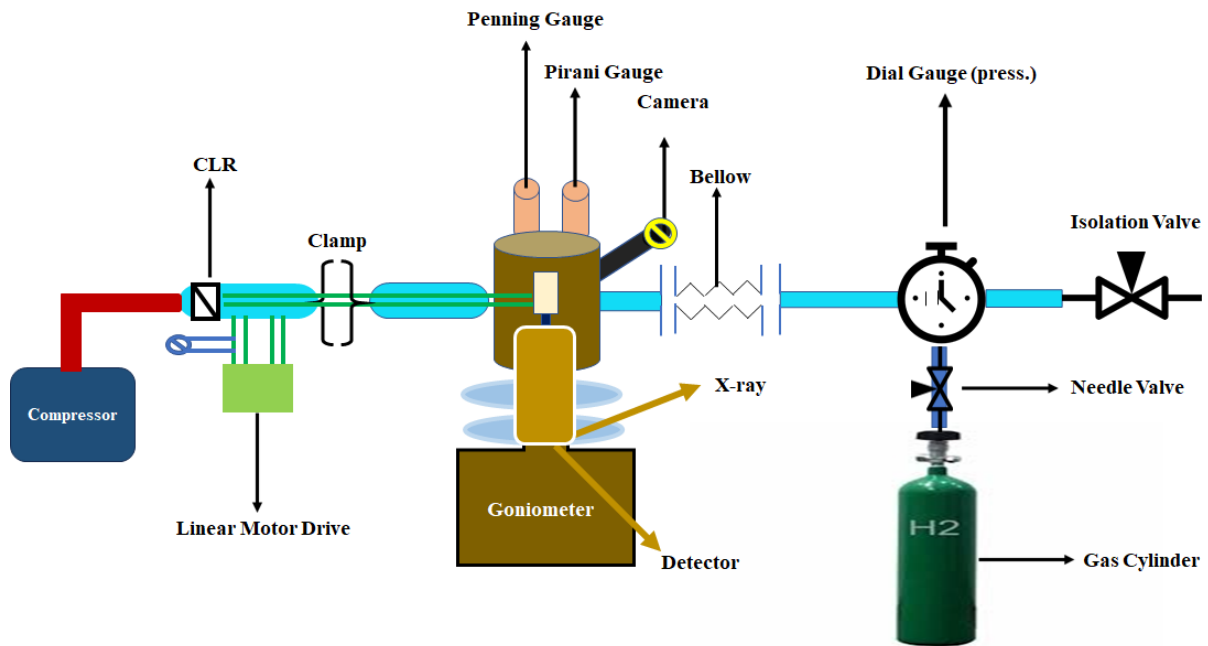 Penning Gauge
Pirani Gauge
Camera
Dial Gauge (press.)
CLR
Bellow
Clamp
Isolation Valve
X-ray
Needle Valve
Compressor
Goniometer
Linear Motor Drive
H2
Detector
Gas Cylinder